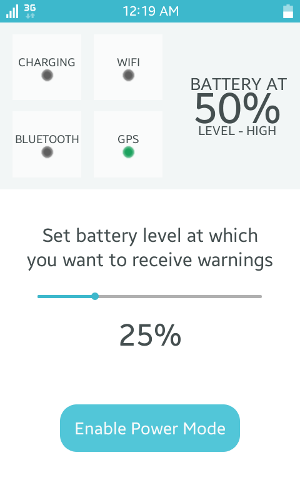 3G
12:19 AM
CHARGING
WIFI
BLUETOOTH
GPS
BATTERY AT
50%
LEVEL - HIGH
Set battery level at which
you want to receive warnings
25%
Enable Power Mode